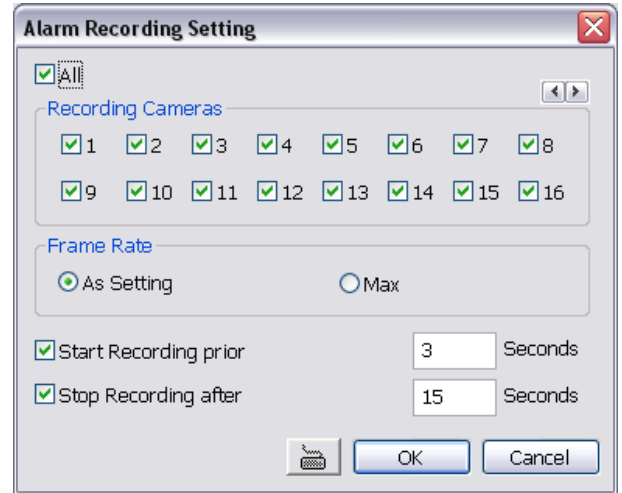 Alarm Recording Setting
All
Recording Cameras
1 2 3 4 5 6 7 8
9 10 11 12 13 14 15 16
Frame Rate
As Setting Max
Start Recording prior 3 Seconds
Stop Recording after 15 Seconds
OK Cancel